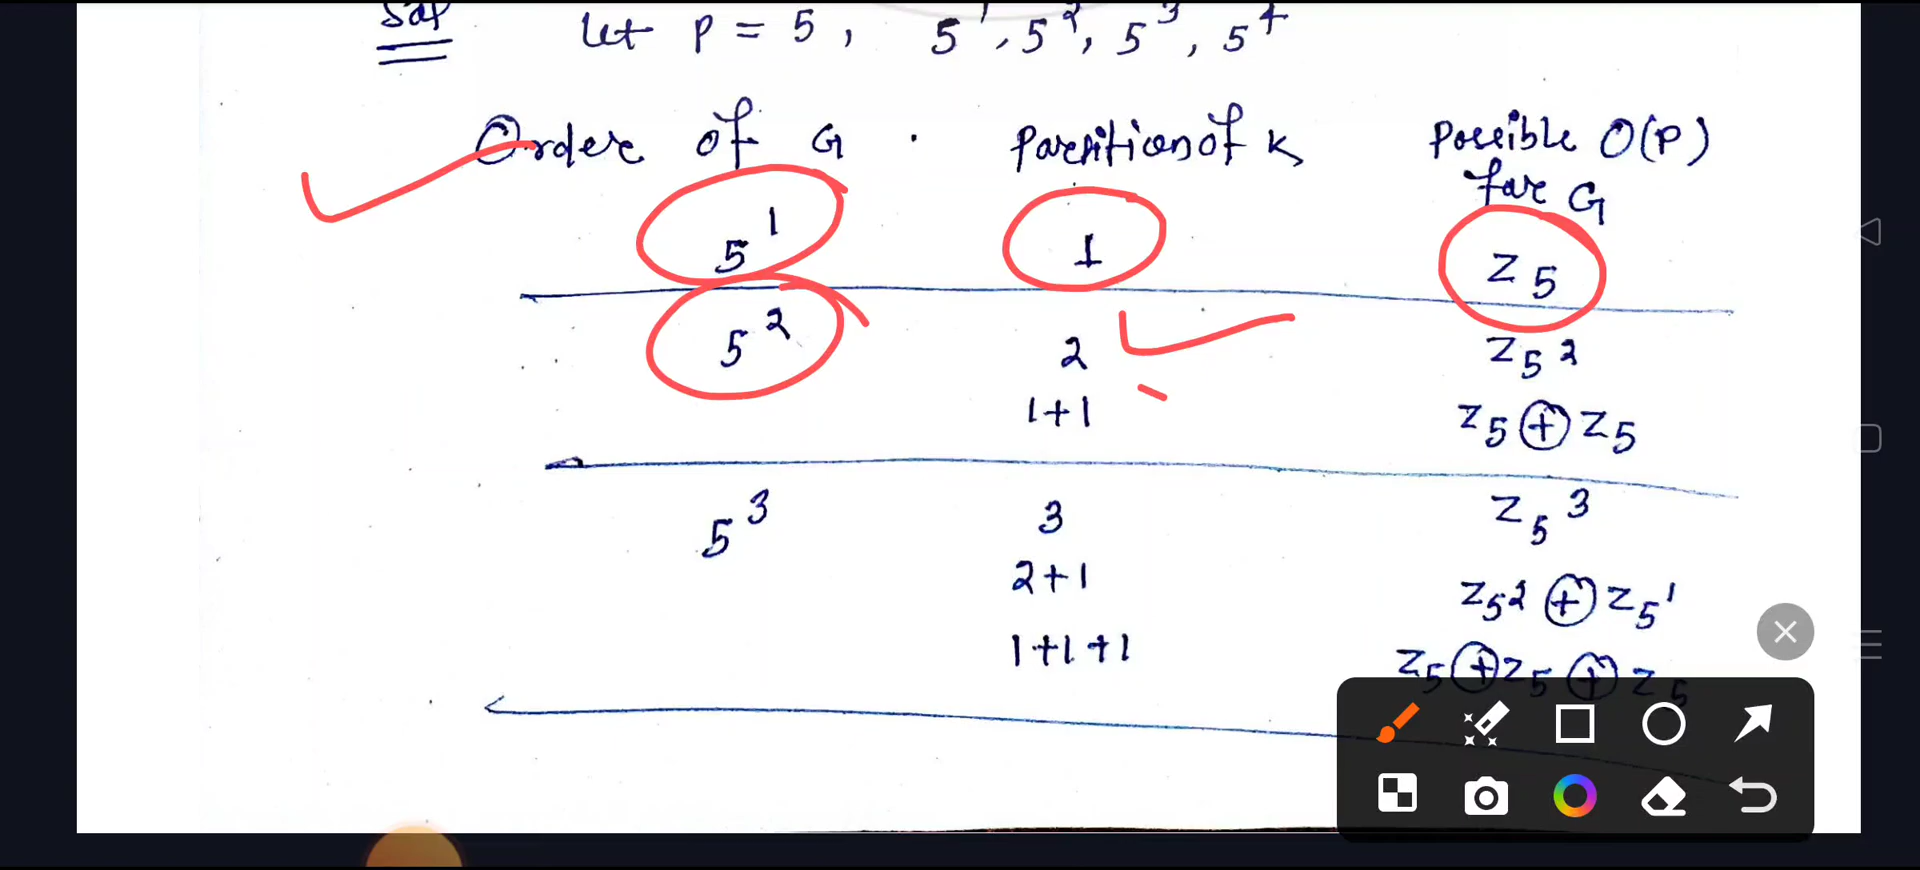 Sol
Let p = 5, 5¹, 5², 5³, 5⁴
Order of G . Partition of K Possible O(P)
for G
5¹ 1 Z₅
5² 2 Z₅²
1+1 Z₅ ⊕ Z₅
5³ 3 Z₅³
2+1 Z₅² ⊕ Z₅¹
1+1+1 Z₅ ⊕ Z₅ ⊕ Z₅